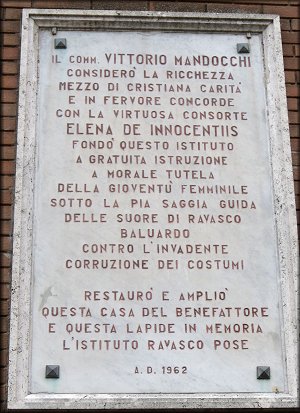 IL COMM. VITTORIO MANDOCCHI
CONSIDERÒ LA RICCHEZZA
MEZZO DI CRISTIANA CARITÀ
E IN FERVORE CONCORDE
CON LA VIRTUOSA CONSORTE
ELENA DE INNOCENTIIS
FONDÒ QUESTO ISTITUTO
A GRATUITA ISTRUZIONE
A MORALE TUTELA
DELLA GIOVENTÙ FEMMINILE
SOTTO LA PIA SAGGIA GUIDA
DELLE SUORE DI RAVASCO
BALUARDO
CONTRO L'INVADENTE
CORRUZIONE DEI COSTUMI
RESTAURÒ E AMPLIÒ
QUESTA CASA DEL BENEFATTORE
E QUESTA LAPIDE IN MEMORIA
L'ISTITUTO RAVASCO POSE
A. D. 1962